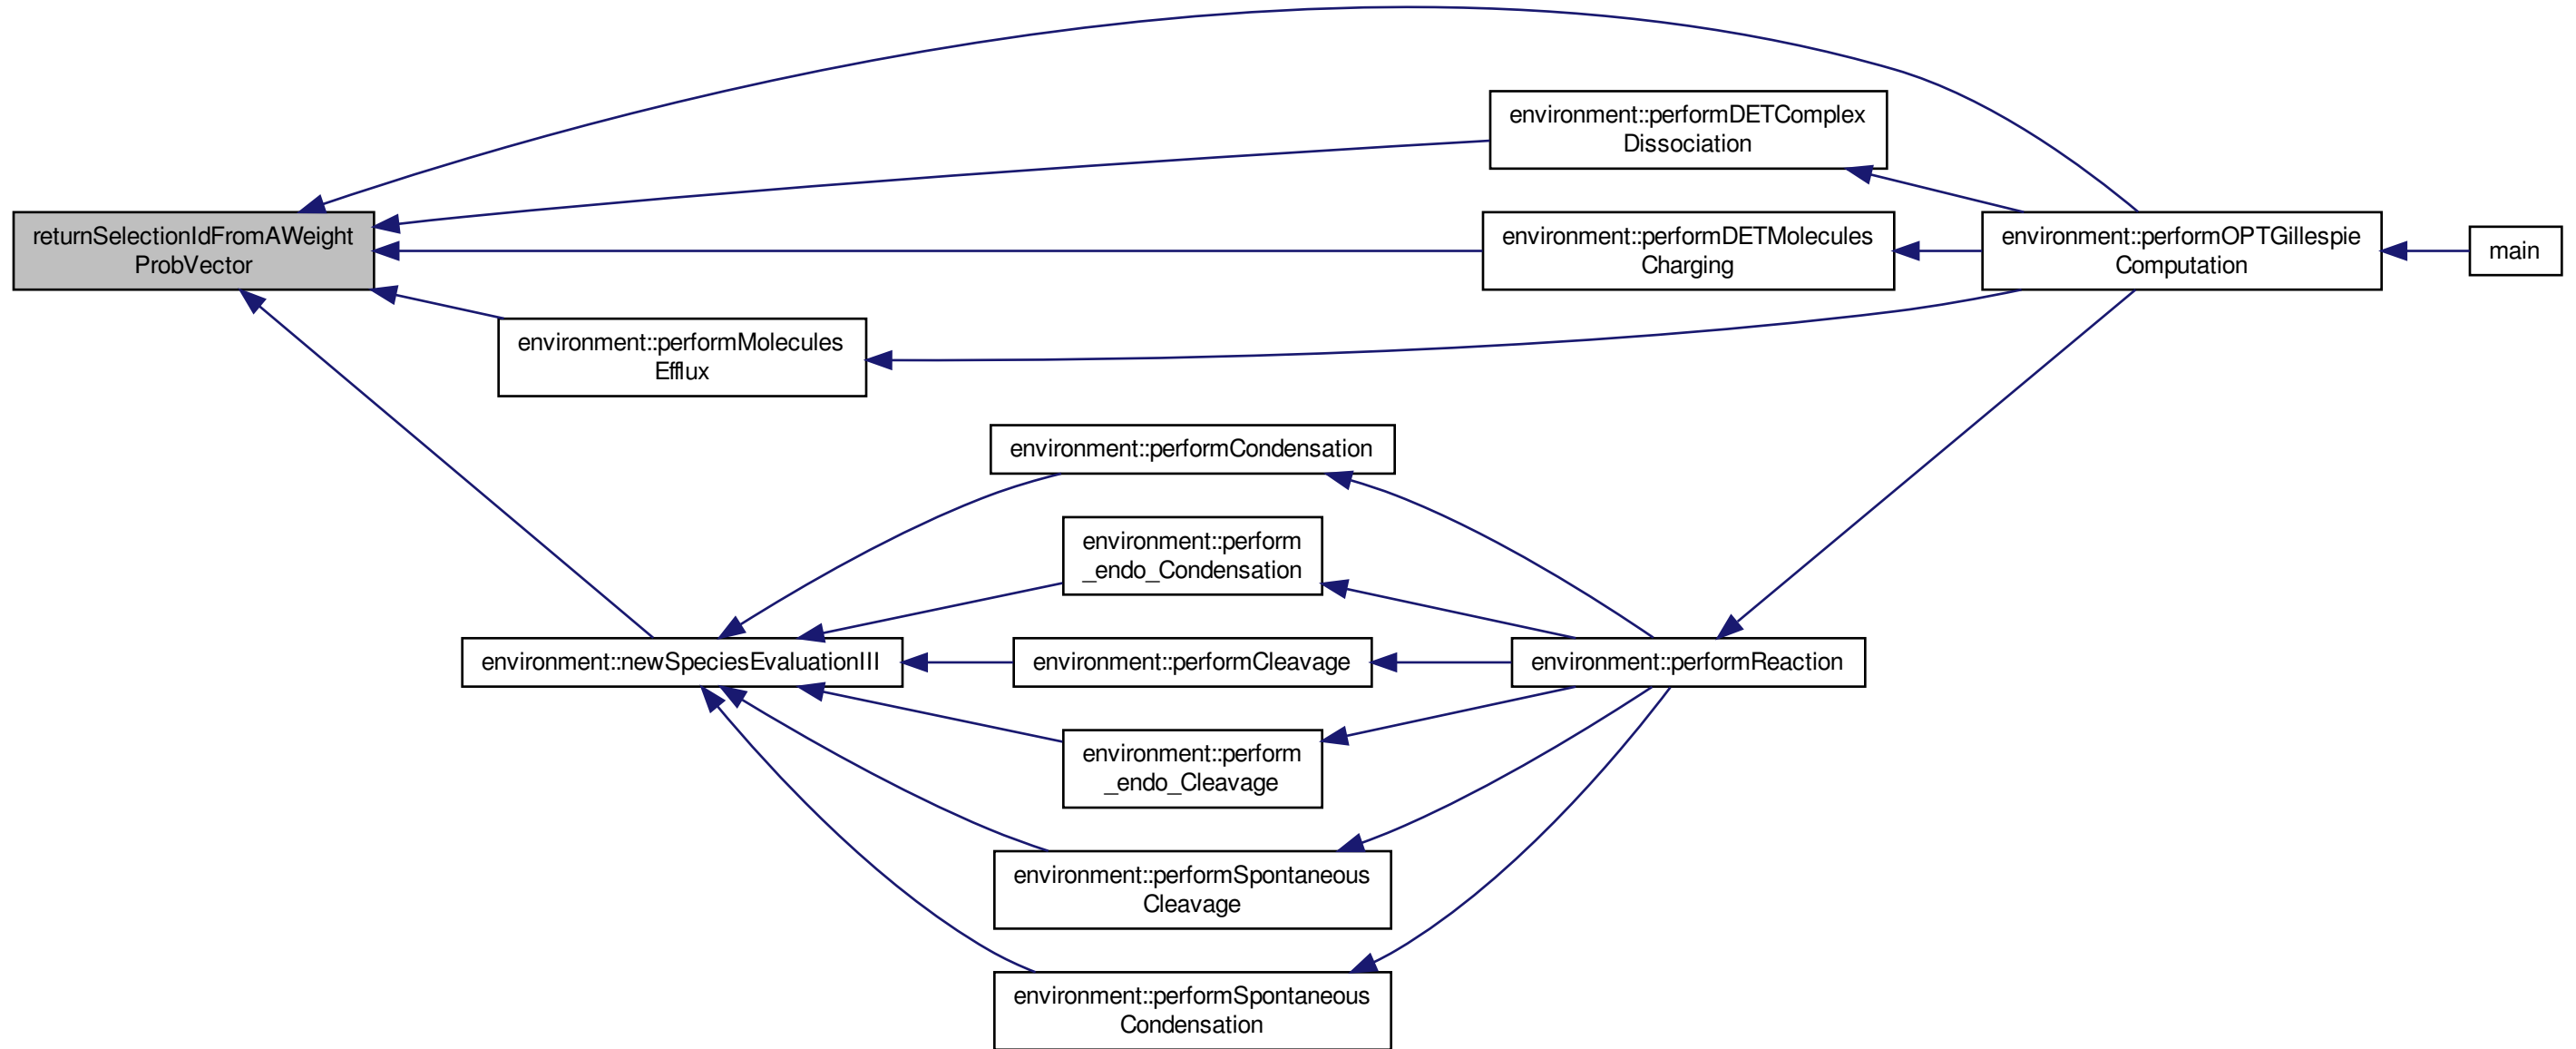 environment::performDETComplex
Dissociation
returnSelectionIdFromAWeight
ProbVector
environment::performDETMolecules
Charging
environment::performOPTGillespie
Computation
main
environment::performMolecules
Efflux
environment::performCondensation
environment::perform
_endo_Condensation
environment::newSpeciesEvaluationIII
environment::performCleavage
environment::performReaction
environment::perform
_endo_Cleavage
environment::performSpontaneous
Cleavage
environment::performSpontaneous
Condensation